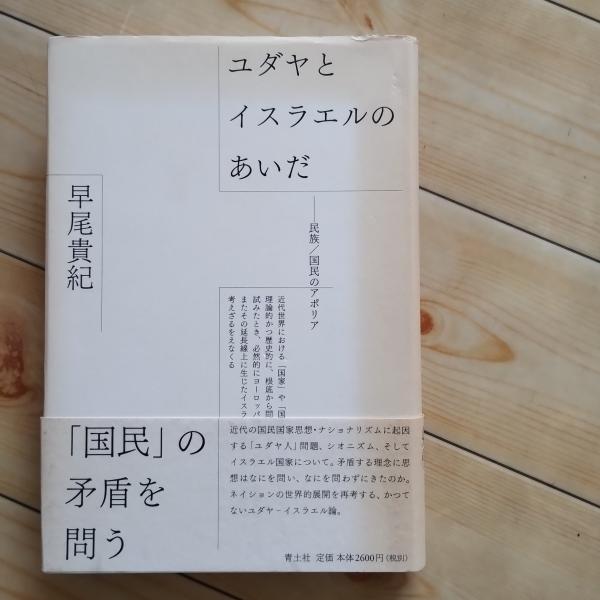 ユダヤと
イスラエルの
あいだ
――民族／国民のアポリア
早尾貴紀
近代世界における「国家」や「国
理論的かつ歴史的に、根底から問
試みたとき、必然的にヨーロッパ
またその延長線上に生じたイスラ
考えざるをえなくなる
「国民」の
矛盾を
問う
近代の国民国家思想・ナショナリズムに起因
する「ユダヤ人」問題、シオニズム、そして
イスラエル国家について。矛盾する理念に思
想はなにを問い、なにを問わずにきたのか。
ネイションの世界的展開を再考する、かつて
ないユダヤ－イスラエル論。
青土社 定価 本体2600円（税別）